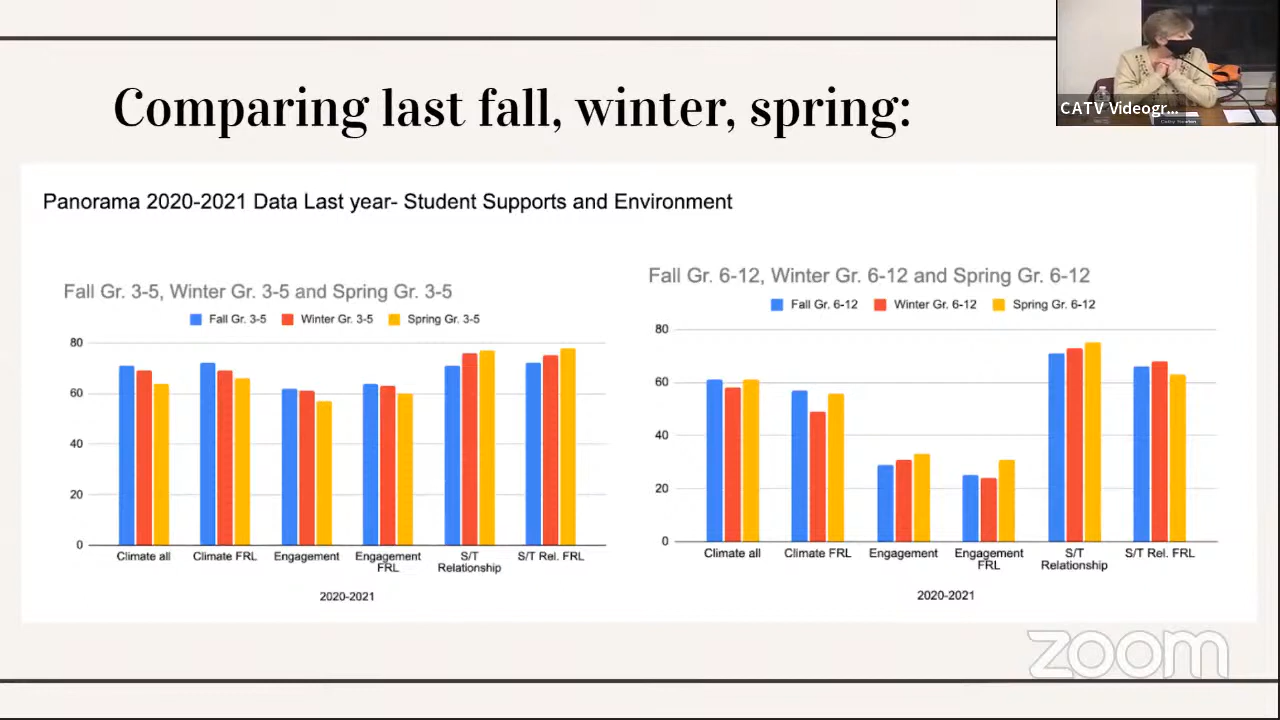 Comparing last fall, winter, spring:
CATV Videogr...
Panorama 2020-2021 Data Last year- Student Supports and Environment
Fall Gr. 3-5, Winter Gr. 3-5 and Spring Gr. 3-5
Fall Gr. 3-5 Winter Gr. 3-5 Spring Gr. 3-5
80
60
40
20
0
Climate all Climate FRL Engagement Engagement FRL S/T Relationship S/T Rel. FRL
2020-2021
Fall Gr. 6-12, Winter Gr. 6-12 and Spring Gr. 6-12
Fall Gr. 6-12 Winter Gr. 6-12 Spring Gr. 6-12
80
60
40
20
0
Climate all Climate FRL Engagement Engagement FRL S/T Relationship S/T Rel. FRL
2020-2021
zoom